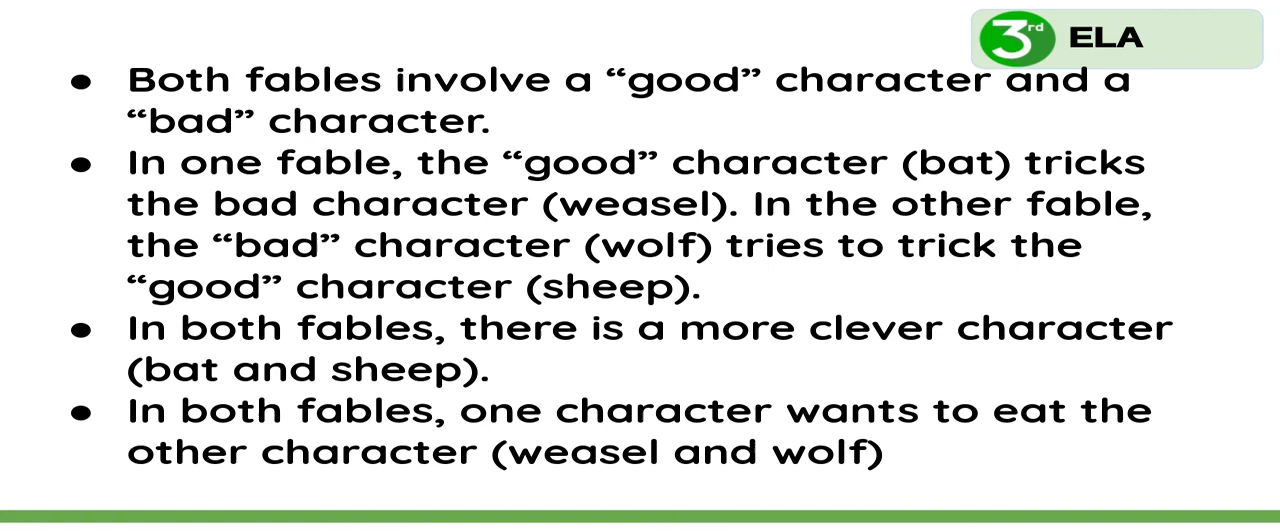 3rd ELA
● Both fables involve a “good” character and a
“bad” character.
● In one fable, the “good” character (bat) tricks
the bad character (weasel). In the other fable,
the “bad” character (wolf) tries to trick the
“good” character (sheep).
● In both fables, there is a more clever character
(bat and sheep).
● In both fables, one character wants to eat the
other character (weasel and wolf)